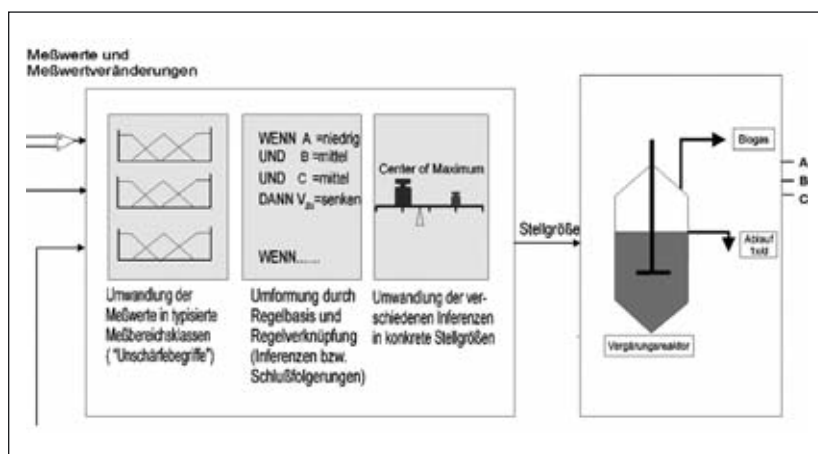 Meßwerte und
Meßwertveränderungen
WENN A =niedrig
UND B =mittel
UND C =mittel
DANN Vzu=senken
WENN......
Center of Maximum
Umwandlung der
Meßwerte in typisierte
Meßbereichsklassen
( "Unschärfebegriffe")
Umformung durch
Regelbasis und
Regelverknüpfung
(Inferenzen bzw.
Schlußfolgerungen)
Umwandlung der ver-
schiedenen Inferenzen
in konkrete Stellgrößen
Stellgröße
Biogas
A
B
C
Ablauf
1x/d
Vergärungsreaktor